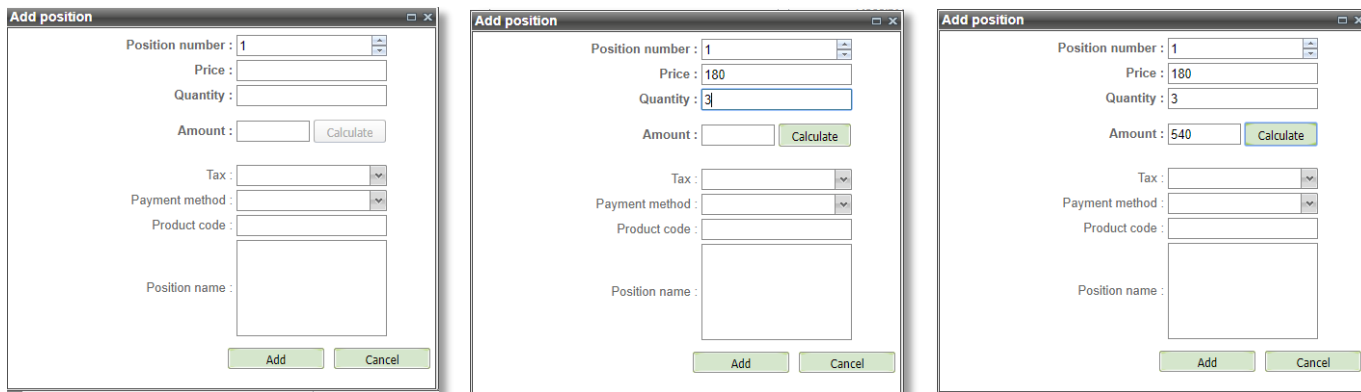 Add position
Position number : 1
Price :
Quantity :
Amount : Calculate
Tax :
Payment method :
Product code :
Position name :
Add Cancel
Add position
Position number : 1
Price : 180
Quantity : 3
Amount : Calculate
Tax :
Payment method :
Product code :
Position name :
Add Cancel
Add position
Position number : 1
Price : 180
Quantity : 3
Amount : 540 Calculate
Tax :
Payment method :
Product code :
Position name :
Add Cancel